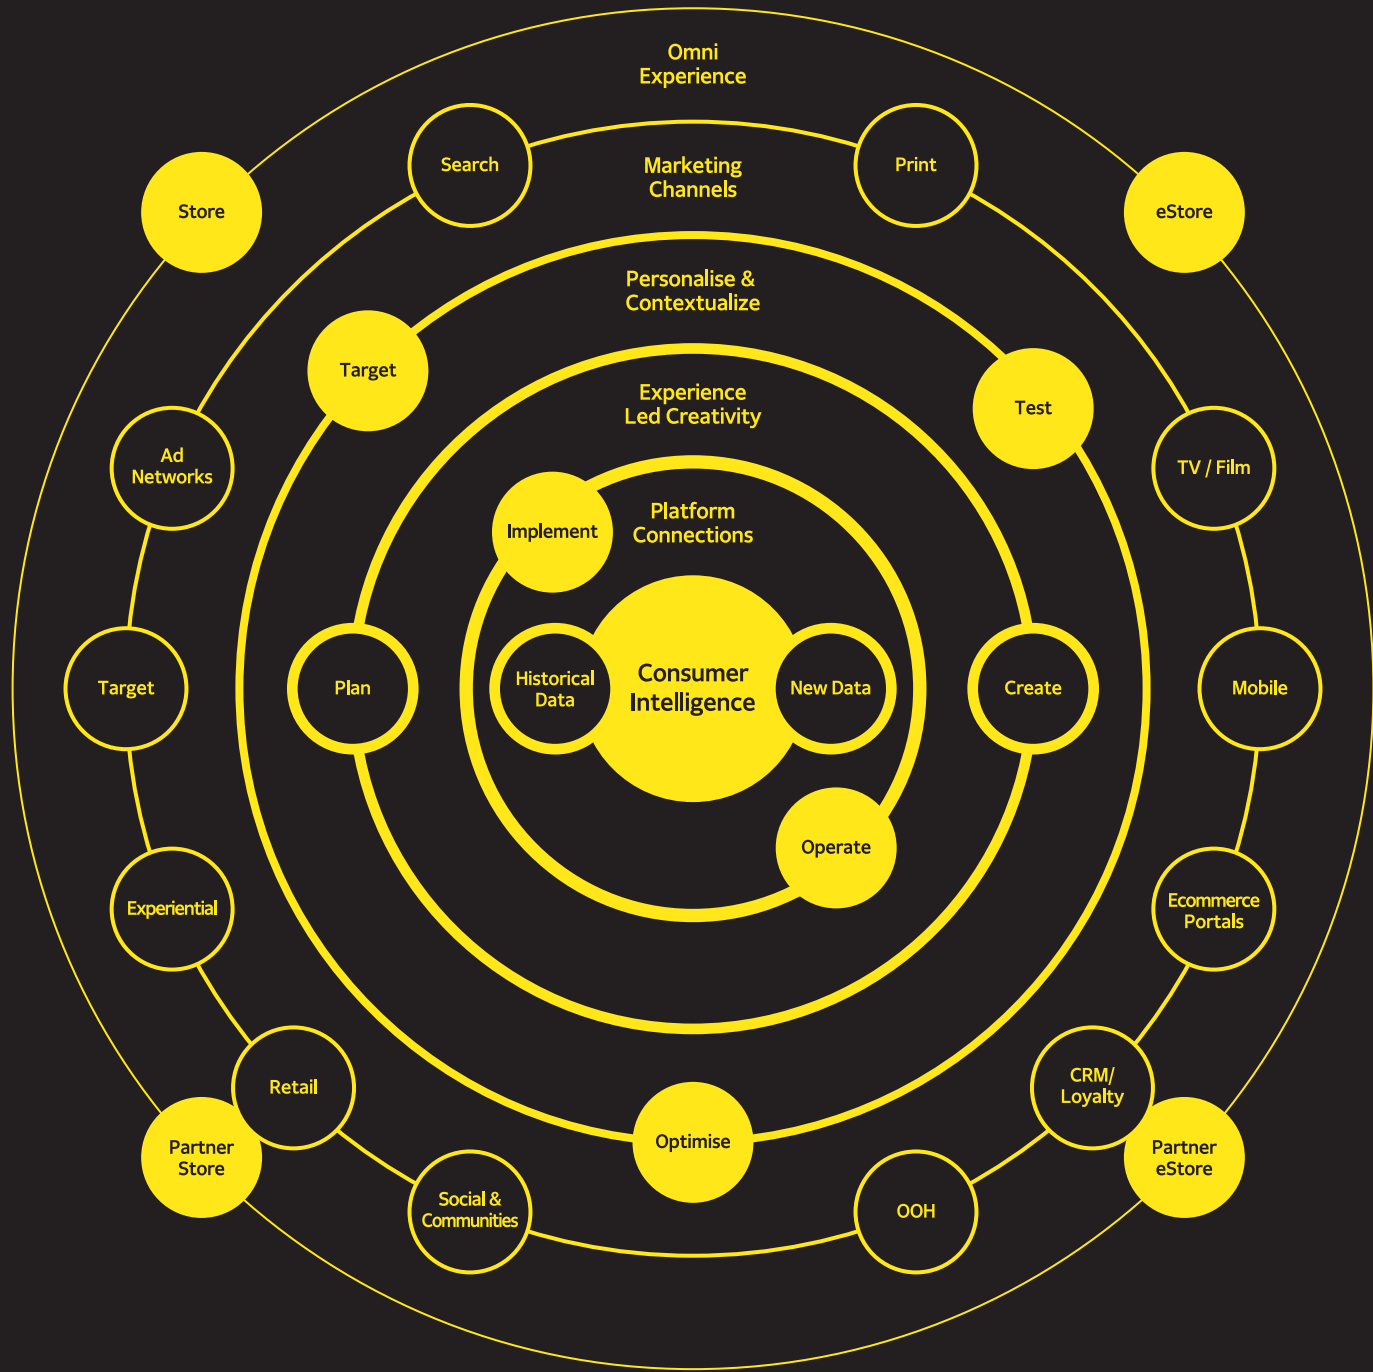 Omni
Experience
Search
Print
Marketing
Channels
Store
eStore
Personalise &
Contextualize
Target
Test
Experience
Led Creativity
Ad
Networks
TV / Film
Platform
Connections
Implement
Target
Plan
Historical
Data
Consumer
Intelligence
New Data
Create
Mobile
Operate
Experiential
Ecommerce
Portals
Retail
CRM/
Loyalty
Optimise
Partner
Store
Partner
eStore
Social &
Communities
OOH